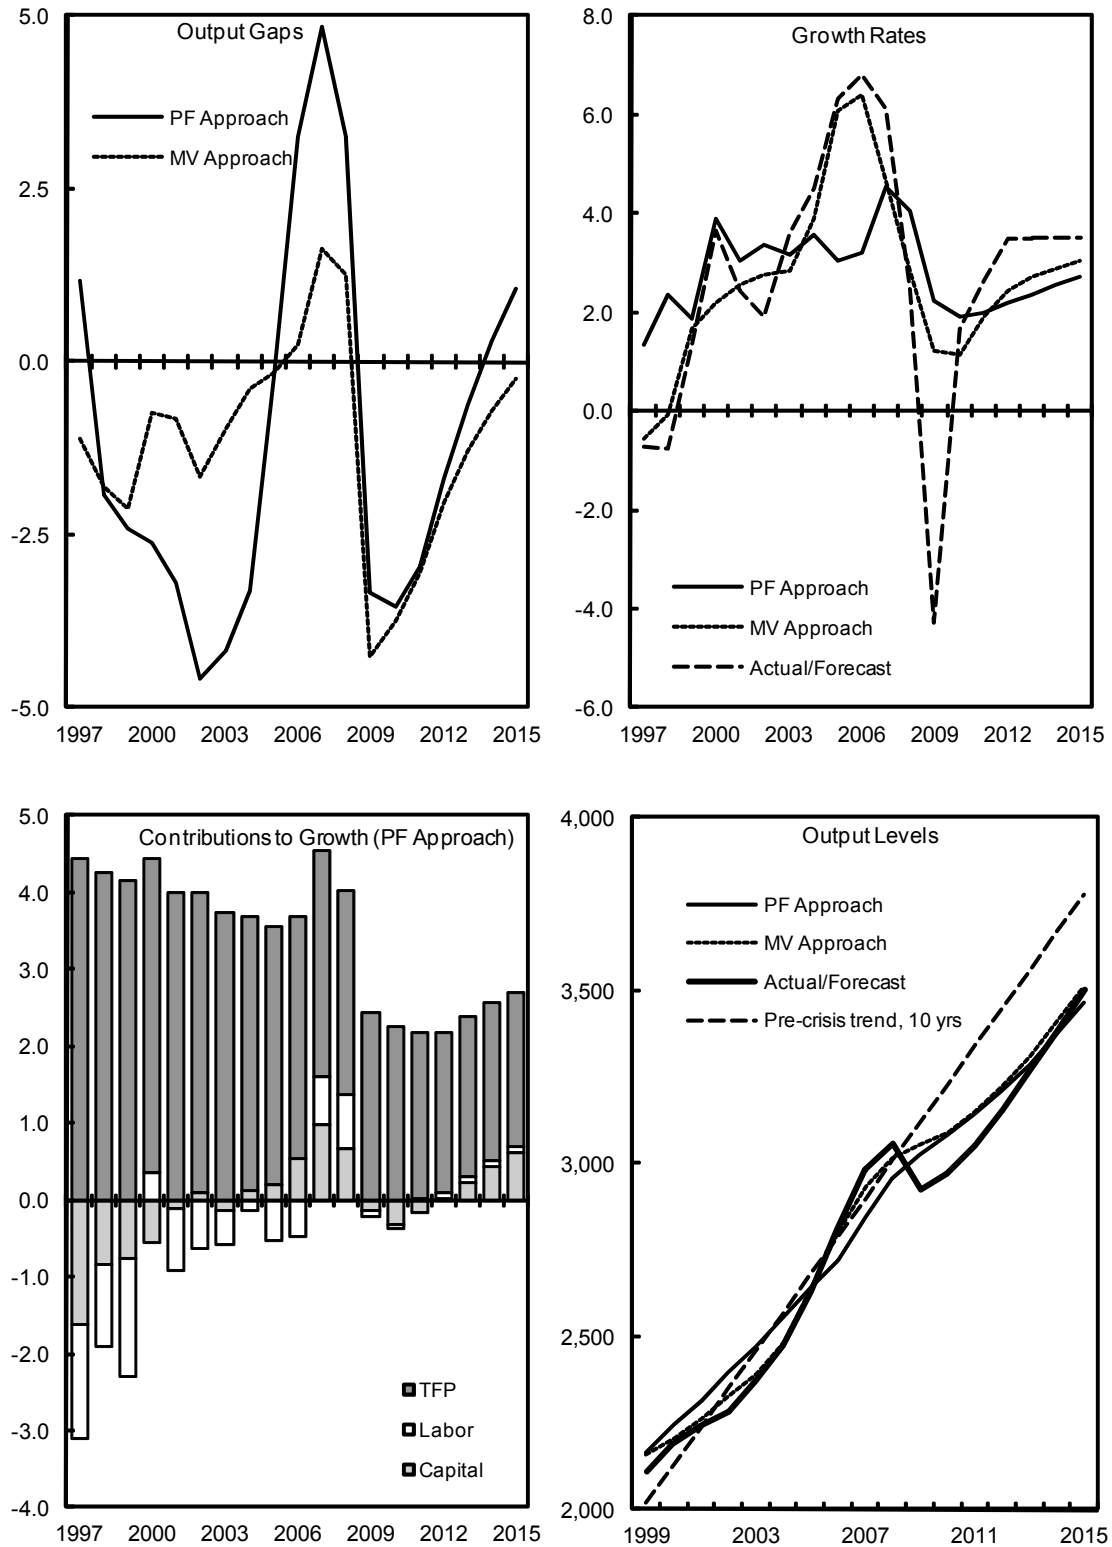 Output Gaps
5.0
2.5
0.0
-2.5
-5.0
PF Approach
MV Approach
1997 2000 2003 2006 2009 2012 2015
Growth Rates
8.0
6.0
4.0
2.0
0.0
-2.0
-4.0
-6.0
PF Approach
MV Approach
Actual/Forecast
1997 2000 2003 2006 2009 2012 2015
Contributions to Growth (PF Approach)
5.0
4.0
3.0
2.0
1.0
0.0
-1.0
-2.0
-3.0
-4.0
TFP
Labor
Capital
1997 2000 2003 2006 2009 2012 2015
Output Levels
4,000
3,500
3,000
2,500
2,000
PF Approach
MV Approach
Actual/Forecast
Pre-crisis trend, 10 yrs
1999 2003 2007 2011 2015